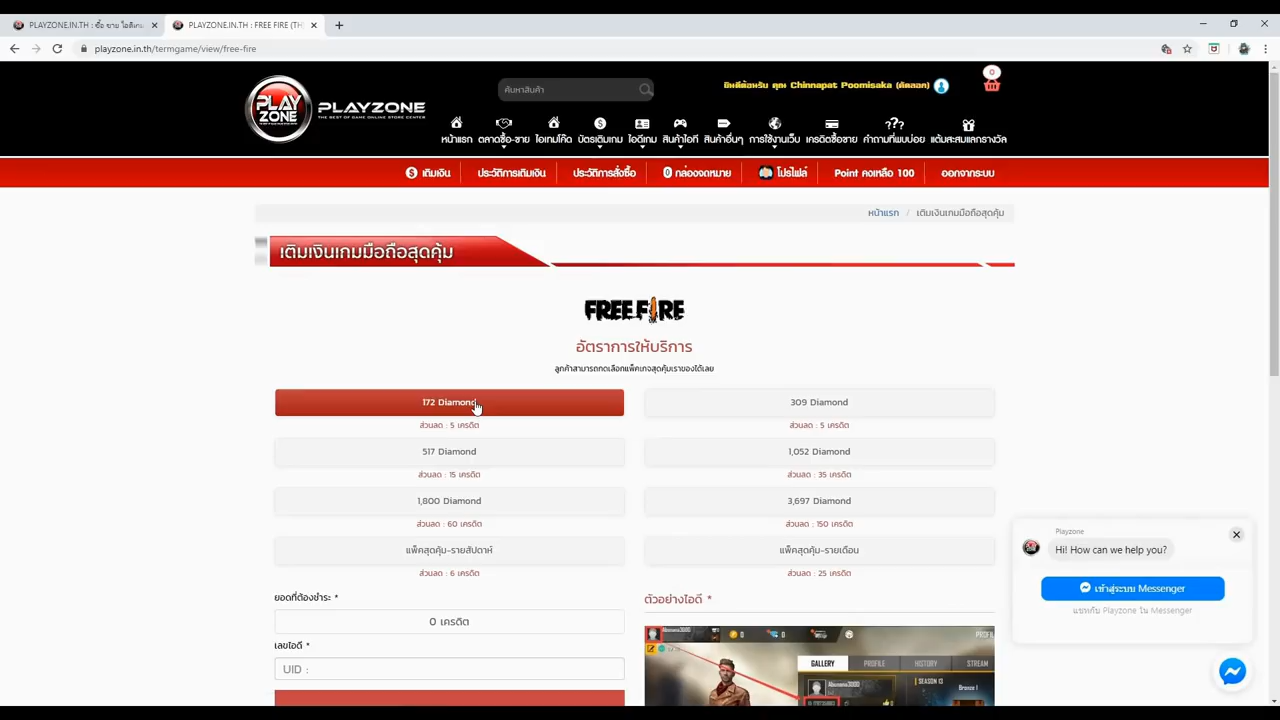 PLAYZONE.IN.TH : ซื้อ ขาย ไอดีเกม
PLAYZONE.IN.TH : FREE FIRE (TH
playzone.in.th/termgame/view/free-fire
PLAY ZONE
PLAYZONE
THE BEST OF GAME ONLINE STORE CENTER
ค้นหาสินค้า
ยินดีต้อนรับ คุณ Chinnapat Poomisaka (คัดลอก)
0
หน้าแรก ตลาดซื้อ-ขาย ไอเทมโค๊ด บัตรเติมเกม ไอดีเกม สินค้าไอที สินค้าอื่นๆ การใช้งานเว็บ เครดิตซื้อขาย คำถามที่พบบ่อย แต้มสะสมแลกรางวัล
เติมเงิน ประวัติการเติมเงิน ประวัติการสั่งซื้อ 0 กล่องจดหมาย โปรไฟล์ Point คงเหลือ 100 ออกจากระบบ
หน้าแรก / เติมเงินเกมมือถือสุดคุ้ม
เติมเงินเกมมือถือสุดคุ้ม
FREE FIRE
อัตราการให้บริการ
ลูกค้าสามารถกดเลือกแพ็คเกจสุดคุ้มเราของได้เลย
172 Diamond 309 Diamond
ส่วนลด : 5 เครดิต ส่วนลด : 5 เครดิต
517 Diamond 1,052 Diamond
ส่วนลด : 15 เครดิต ส่วนลด : 35 เครดิต
1,800 Diamond 3,697 Diamond
ส่วนลด : 60 เครดิต ส่วนลด : 150 เครดิต
แพ็คสุดคุ้ม-รายสัปดาห์ แพ็คสุดคุ้ม-รายเดือน
ส่วนลด : 6 เครดิต ส่วนลด : 25 เครดิต
Playzone
Hi! How can we help you?
เข้าสู่ระบบ Messenger
แชทกับ Playzone ใน Messenger
ยอดที่ต้องชำระ *
0 เครดิต
เลขไอดี *
UID :
ตัวอย่างไอดี *
0 0 PROFILE
GALLERY PROFILE HISTORY STREAM
SEASON 13
Bronze I